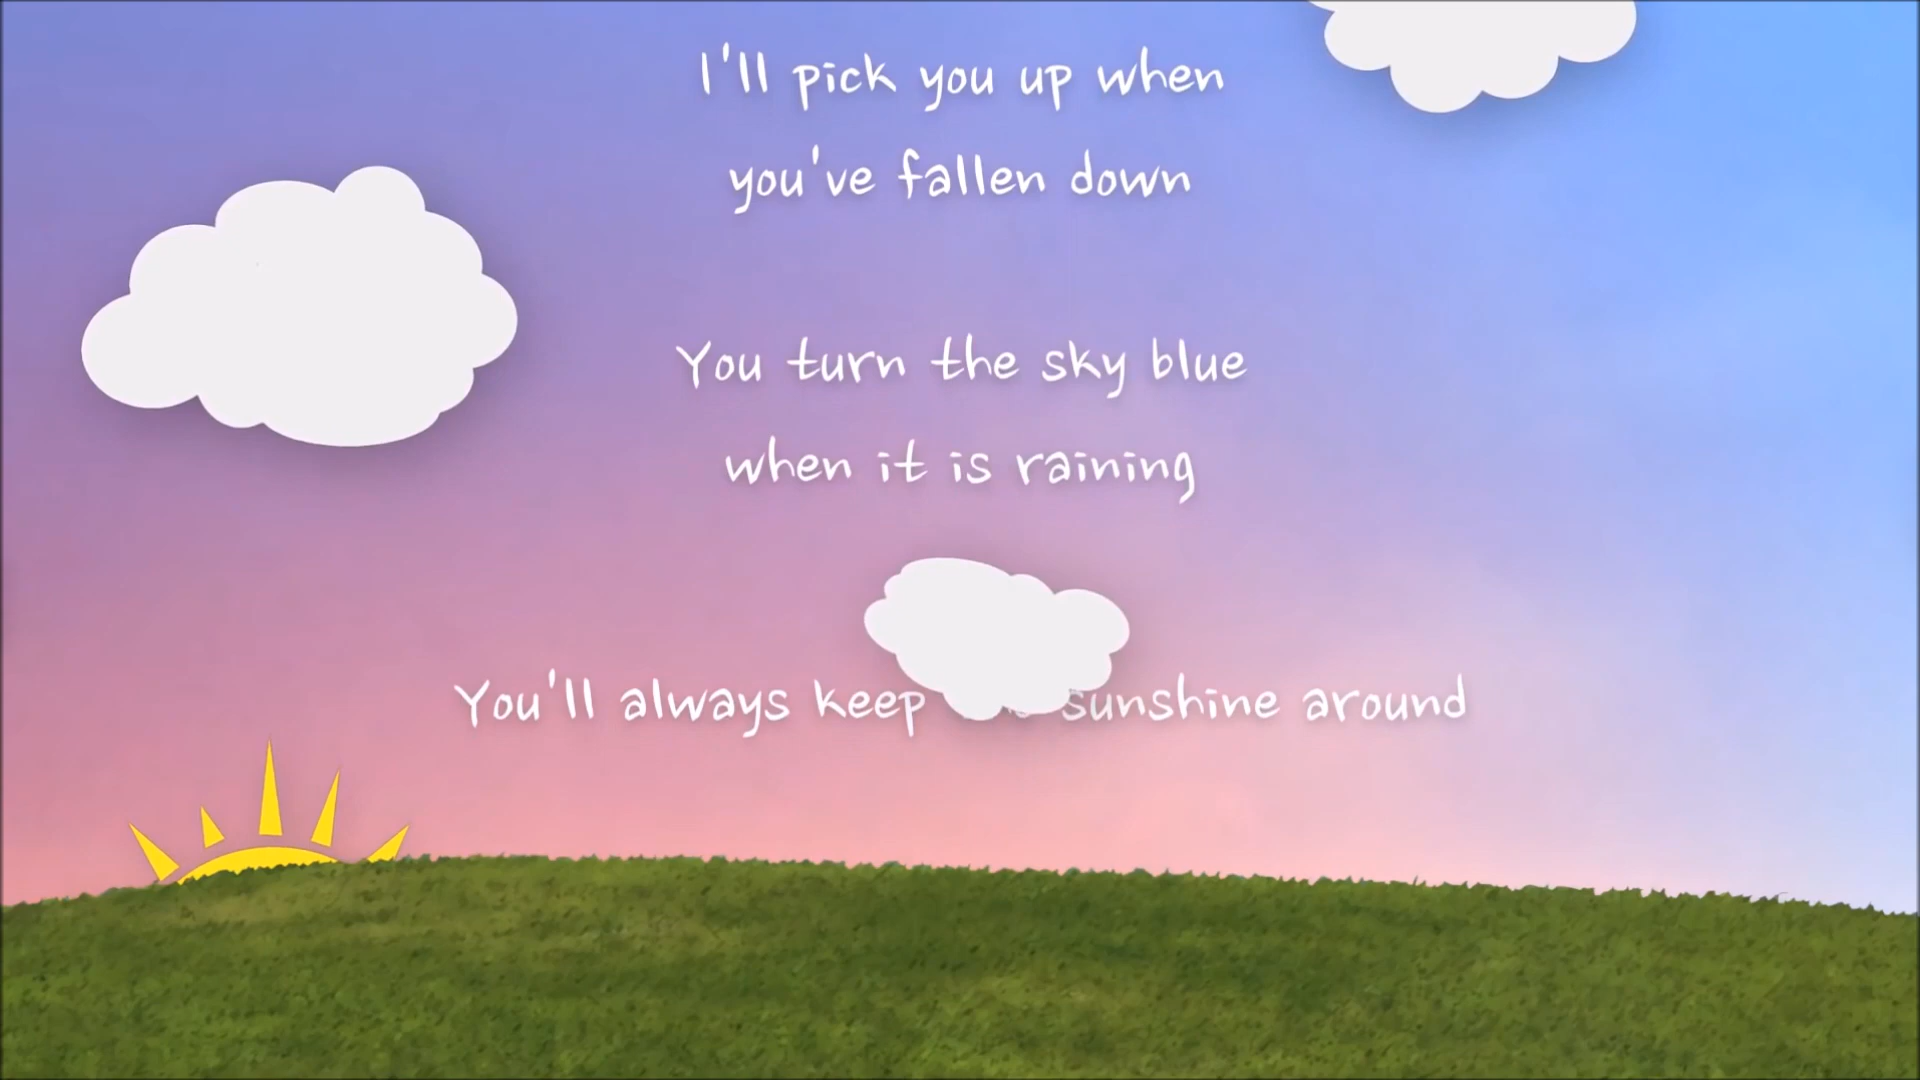 I'll pick you up when
you've fallen down
You turn the sky blue
when it is raining
You'll always keep sunshine around